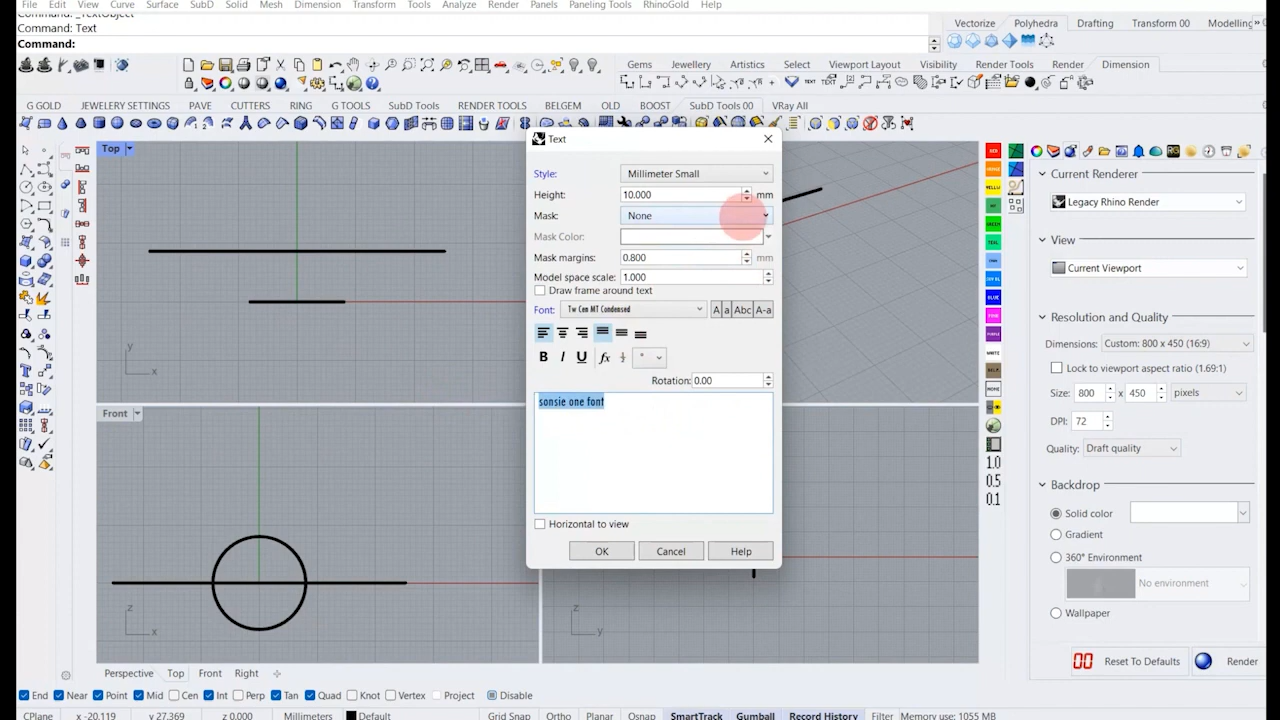 File Edit View Curve Surface SubD Solid Mesh Dimension Transform Tools Analyze Render Panels Paneling Tools RhinoGold Help
Command: _TextObject
Command: Text
Command:
Vectorize Polyhedra Drafting Transform 00 Modelling
Gems Jewellery Artistics Select Viewport Layout Visibility Render Tools Render Dimension
G GOLD JEWELERY SETTINGS PAVE CUTTERS RING G TOOLS SubD Tools RENDER TOOLS BELGEM OLD BOOST SubD Tools 00 VRay All
Top
Text
Style: Millimeter Small
Height: 10.000 mm
Mask: None
Mask Color:
Mask margins: 0.800 mm
Model space scale: 1.000
Draw frame around text
Font: Tw Cen MT Condensed A|a Abc A-a
B I U fx
Rotation: 0.00
sonsie one font
Horizontal to view
OK Cancel Help
y
x
Front
z
x
z
y
RED
BLUE
WHITE
1.0
0.5
0.1
Current Renderer
Legacy Rhino Render
View
Current Viewport
Resolution and Quality
Dimensions: Custom: 800 x 450 (16:9)
Lock to viewport aspect ratio (1.69:1)
Size: 800 x 450 pixels
DPI: 72
Quality: Draft quality
Backdrop
Solid color
Gradient
360° Environment
No environment
Wallpaper
Reset To Defaults Render
Perspective Top Front Right
End Near Point Mid Cen Int Perp Tan Quad Knot Vertex Project Disable
CPlane x -20.119 y 27.369 z 0.000 Millimeters Default Grid Snap Ortho Planar Osnap SmartTrack Gumball Record History Filter Memory use: 1055 MB